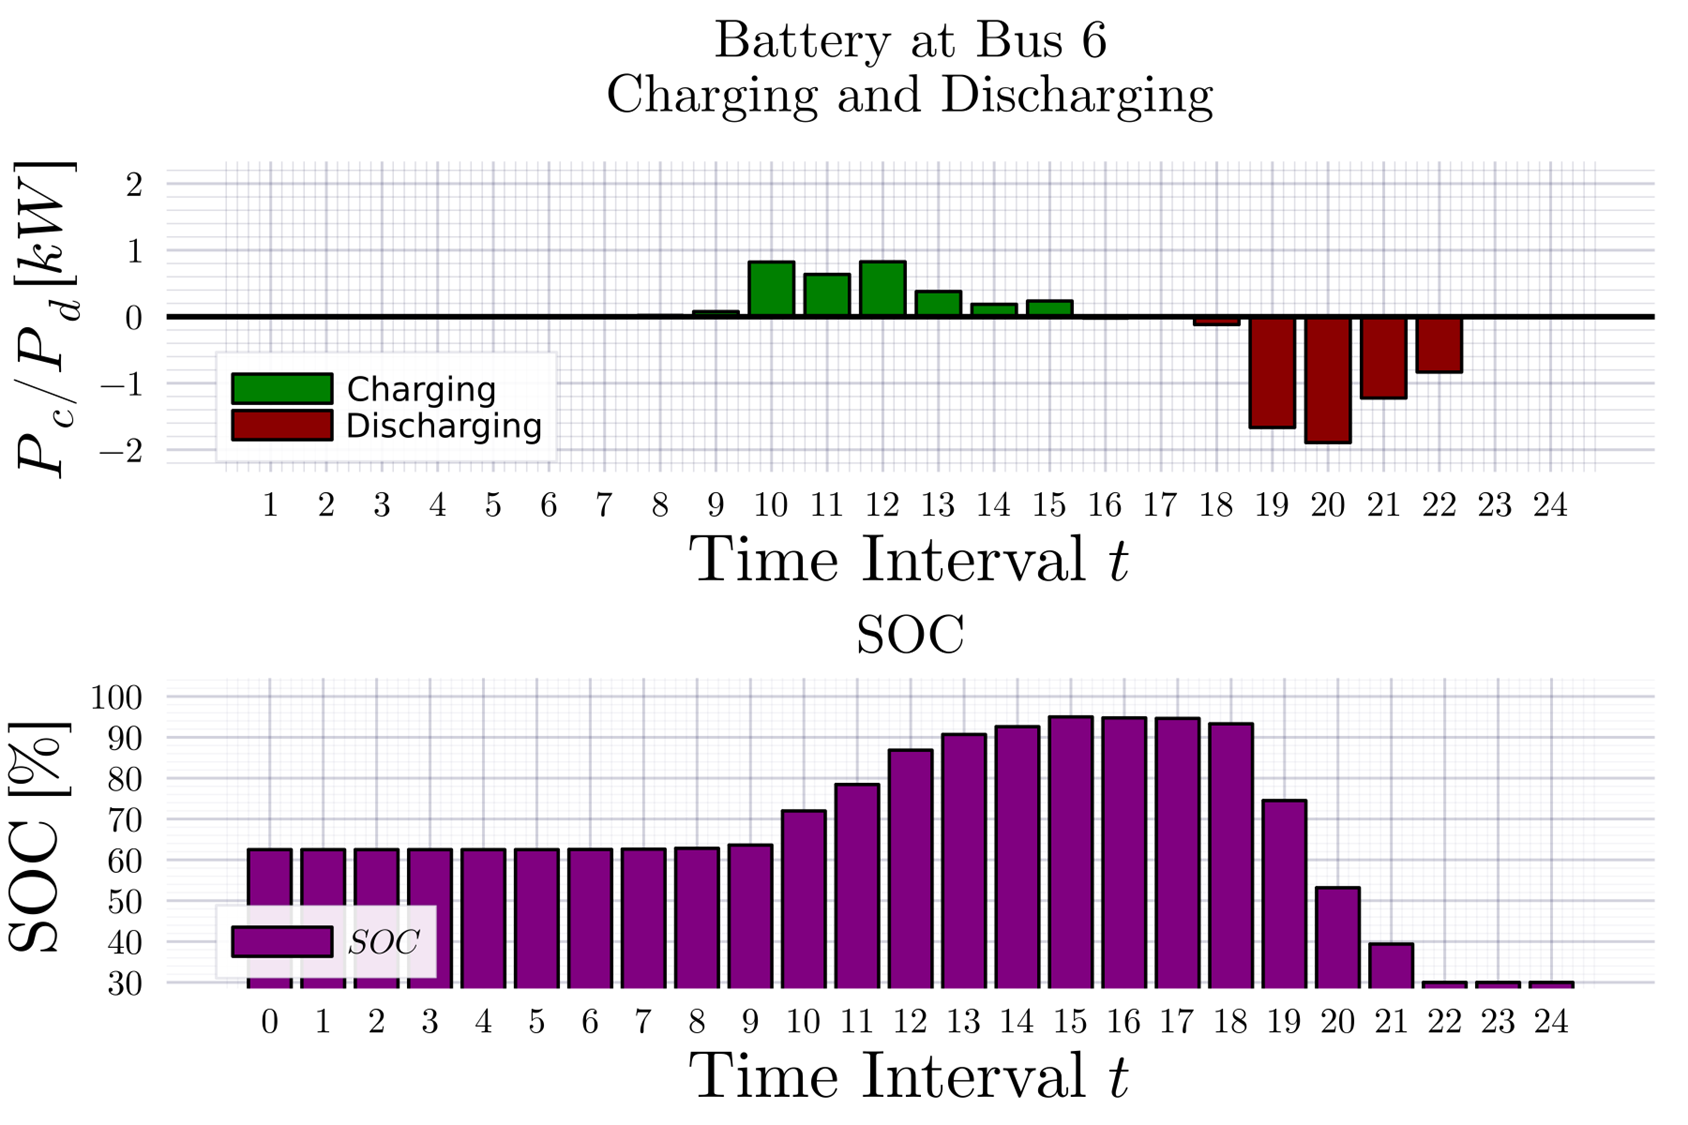 Battery at Bus 6
Charging and Discharging
P_c / P_d [kW]
2
1
0
−1
−2
Charging
Discharging
1 2 3 4 5 6 7 8 9 10 11 12 13 14 15 16 17 18 19 20 21 22 23 24
Time Interval t
SOC
SOC [%]
100
90
80
70
60
50
40
30
SOC
0 1 2 3 4 5 6 7 8 9 10 11 12 13 14 15 16 17 18 19 20 21 22 23 24
Time Interval t